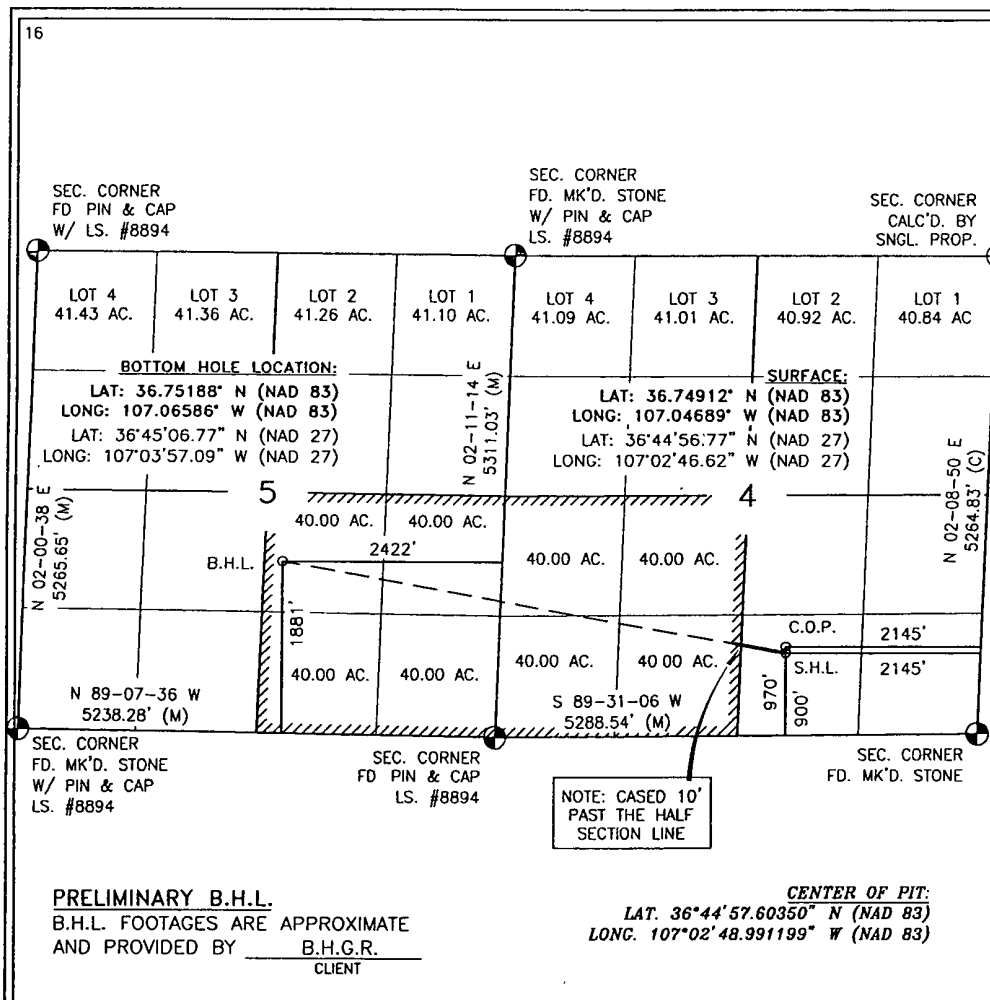 16
SEC. CORNER
FD PIN & CAP
W/ LS. #8894
SEC. CORNER
FD. MK'D. STONE
W/ PIN & CAP
LS. #8894
SEC. CORNER
CALC'D. BY
SNGL. PROP.
LOT 4
41.43 AC.
LOT 3
41.36 AC.
LOT 2
41.26 AC.
LOT 1
41.10 AC.
LOT 4
41.09 AC.
LOT 3
41.01 AC.
LOT 2
40.92 AC.
LOT 1
40.84 AC
BOTTOM HOLE LOCATION:
LAT: 36.75188° N (NAD 83)
LONG: 107.06586° W (NAD 83)
LAT: 36°45'06.77" N (NAD 27)
LONG: 107°03'57.09" W (NAD 27)
N 02-11-14 E
5311.03' (M)
SURFACE:
LAT: 36.74912° N (NAD 83)
LONG: 107.04689° W (NAD 83)
LAT: 36°44'56.77" N (NAD 27)
LONG: 107°02'46.62" W (NAD 27)
N 02-00-38 E
5265.65' (M)
5
4
N 02-08-50 E
5264.83' (C)
40.00 AC.
40.00 AC.
40.00 AC.
40.00 AC.
B.H.L.
2422'
1881'
C.O.P.
2145'
S.H.L.
2145'
40.00 AC.
40.00 AC.
40.00 AC.
40 00 AC.
970'
900'
N 89-07-36 W
5238.28' (M)
S 89-31-06 W
5288.54' (M)
SEC. CORNER
FD. MK'D. STONE
W/ PIN & CAP
LS. #8894
SEC. CORNER
FD PIN & CAP
LS. #8894
SEC. CORNER
FD. MK'D. STONE
NOTE: CASED 10'
PAST THE HALF
SECTION LINE
PRELIMINARY B.H.L.
B.H.L. FOOTAGES ARE APPROXIMATE
AND PROVIDED BY B.H.G.R.
CLIENT
CENTER OF PIT:
LAT. 36°44'57.60350" N (NAD 83)
LONG. 107°02'48.991199" W (NAD 83)